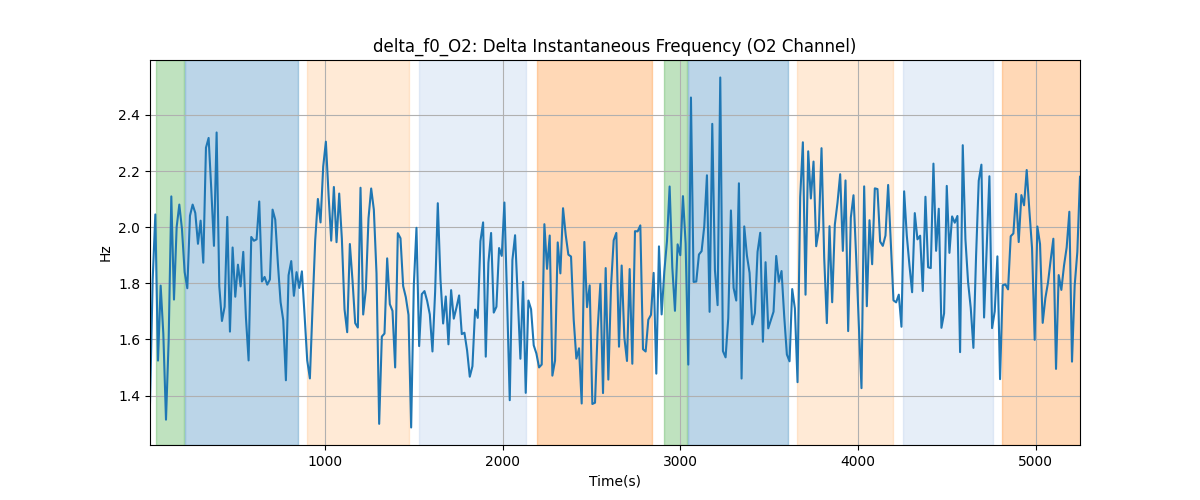 delta_f0_O2: Delta Instantaneous Frequency (O2 Channel)
Hz
2.4
2.2
2.0
1.8
1.6
1.4
1000 2000 3000 4000 5000
Time(s)